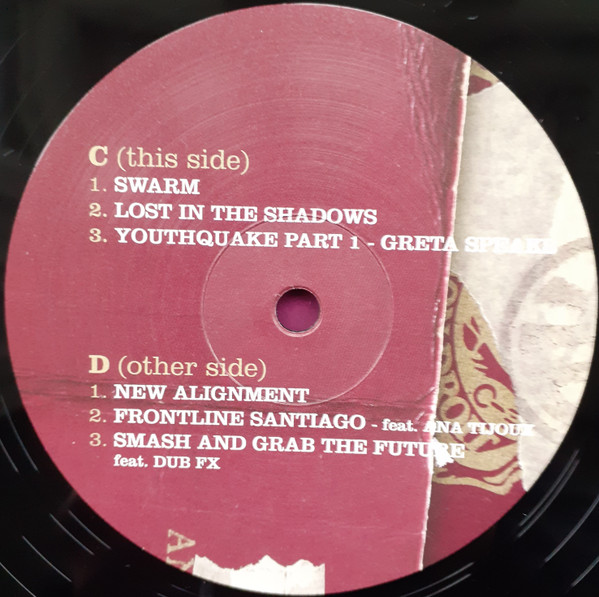 C (this side)
1. SWARM
2. LOST IN THE SHADOWS
3. YOUTHQUAKE PART 1 - GRETA SPEAKS
D (other side)
1. NEW ALIGNMENT
2. FRONTLINE SANTIAGO - feat. ANA TIJOUX
3. SMASH AND GRAB THE FUTURE
feat. DUB FX